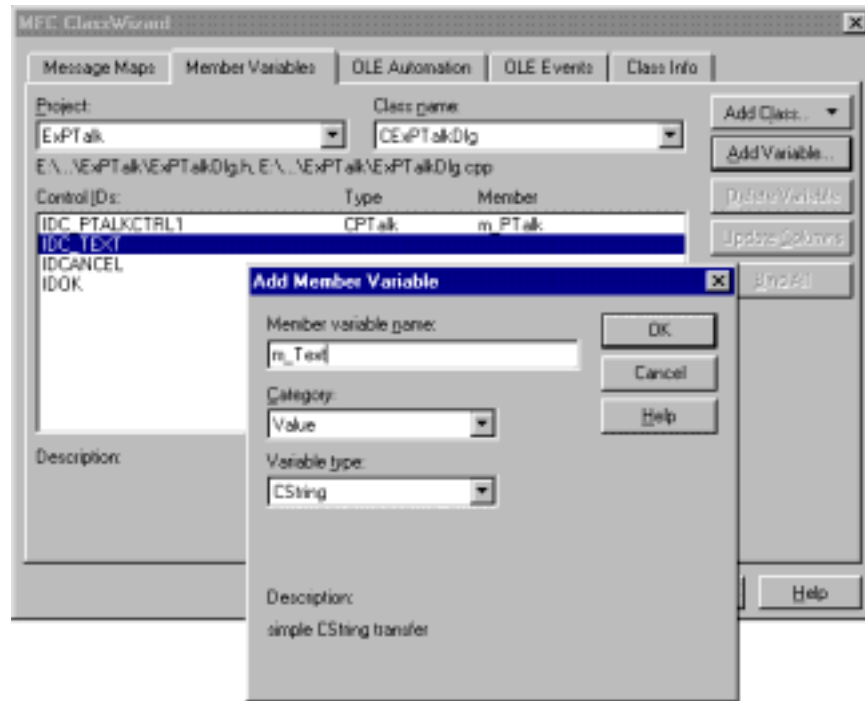 MFC ClassWizard
Message Maps Member Variables OLE Automation OLE Events Class Info
Project: Class name:
ExPTalk CExPTalkDlg Add Class...
E:\...\ExPTalk\ExPTalkDlg.h, E:\...\ExPTalk\ExPTalkDlg.cpp Add Variable...
Control IDs: Type Member Delete Variable
IDC_PTALKCTRL1 CPTalk m_PTalk
IDC_TEXT Update Columns
IDCANCEL
IDOK Bind All
Add Member Variable
Member variable name: OK
m_Text
Cancel
Category:
Value Help
Description:
Variable type:
CString
Description:
Help
simple CString transfer